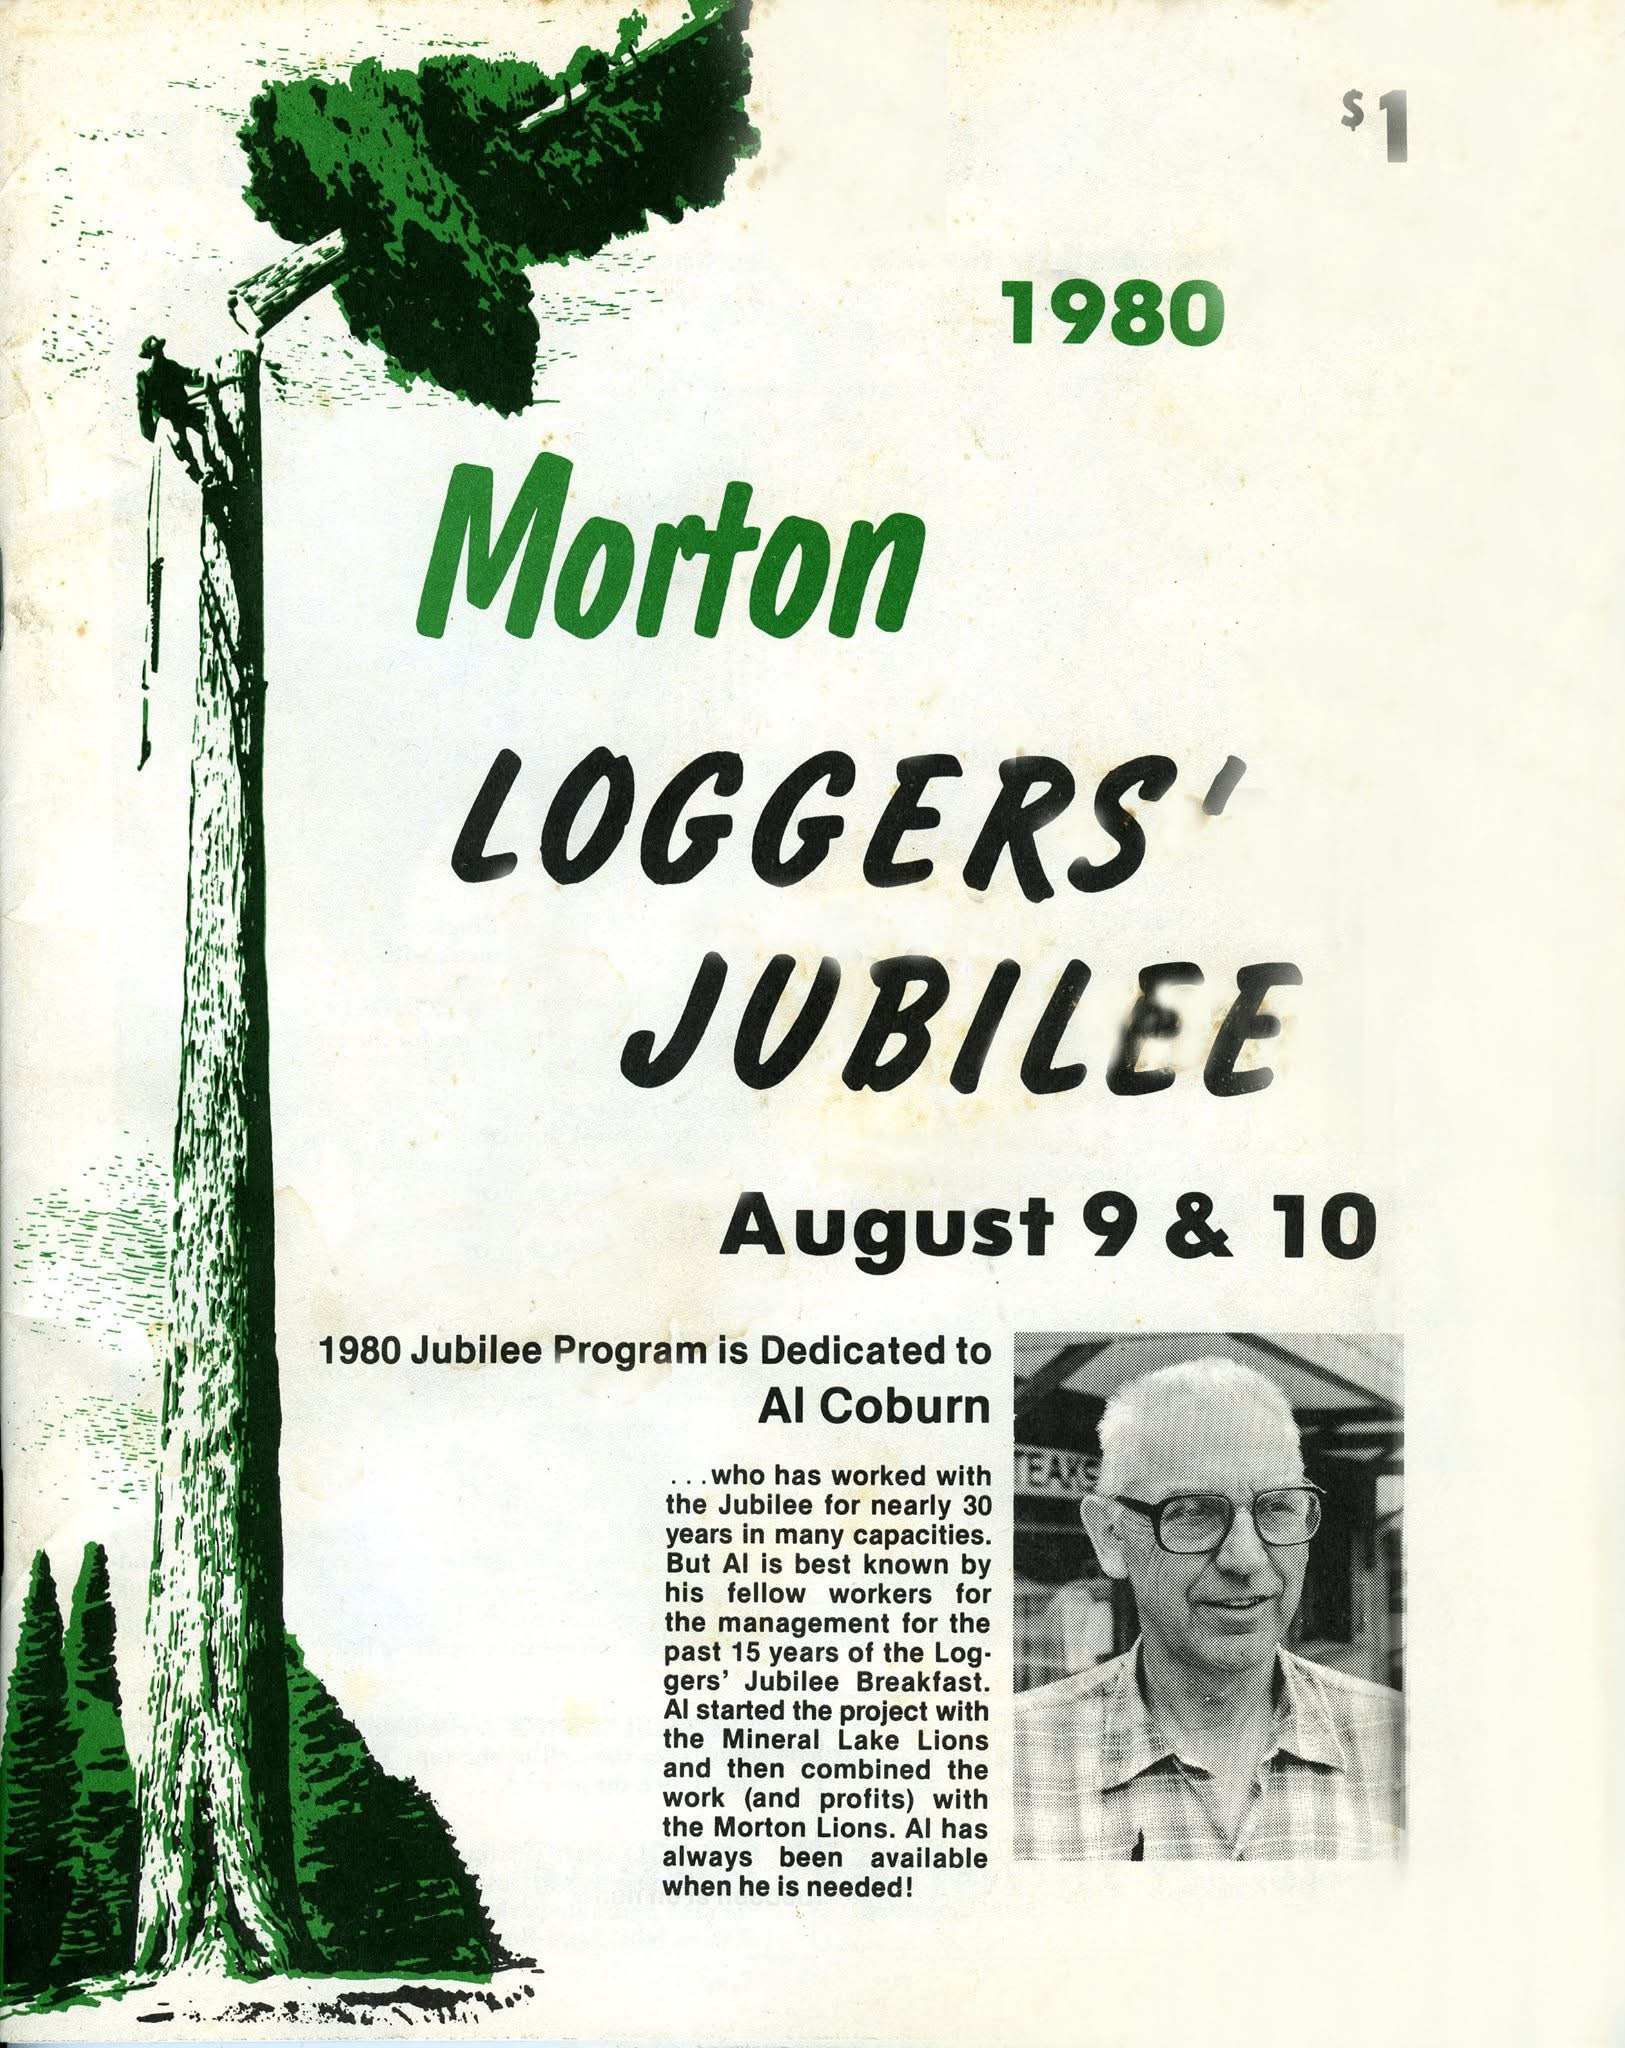 $1
1980
Morton
LOGGERS'
JUBILEE
August 9 & 10
1980 Jubilee Program is Dedicated to
Al Coburn
...who has worked with
the Jubilee for nearly 30
years in many capacities.
But Al is best known by
his fellow workers for
the management for the
past 15 years of the Log-
gers' Jubilee Breakfast.
Al started the project with
the Mineral Lake Lions
and then combined the
work (and profits) with
the Morton Lions. Al has
always been available
when he is needed!
TEAKS